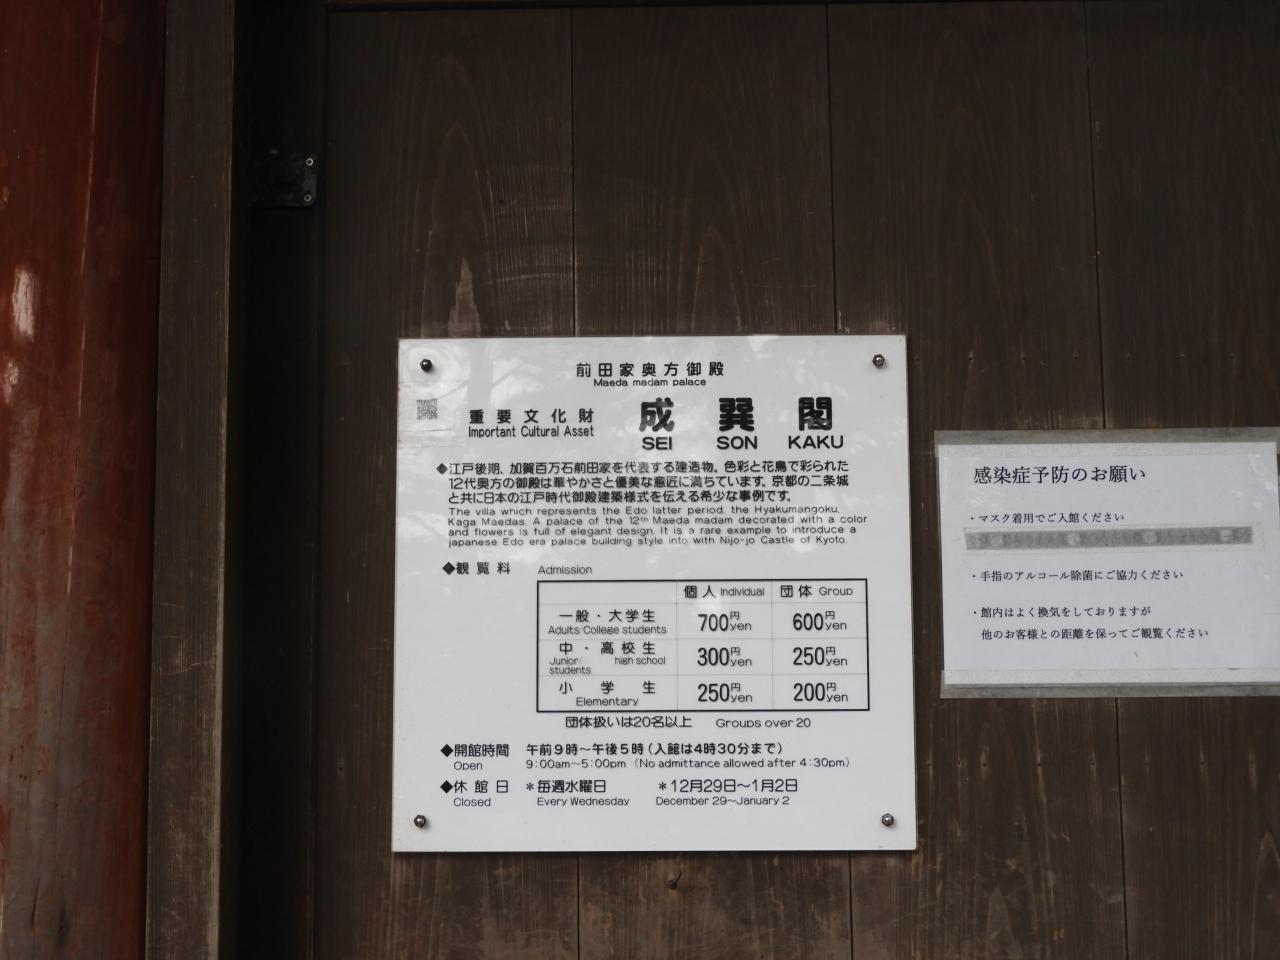 前田家奥方御殿
Maeda madam palace
重要文化財 成巽閣
Important Cultural Asset SEI SON KAKU
◆江戸後期、加賀百万石前田家を代表する建造物。色彩と花鳥で彩られた
12代奥方の御殿は華やかさと優美な意匠に満ちています。京都の二条城
と共に日本の江戸時代御殿建築様式を伝える希少な事例です。
The villa which represents the Edo latter period, the Hyakumangoku,
Kaga Maedas. A palace of the 12th Maeda madam decorated with a color
and flowers is full of elegant design. It is a rare example to introduce a
japanese Edo era palace building style into with Nijo-jo Castle of Kyoto.
◆観覧料 Admission
個人 Individual 団体 Group
一般・大学生 700円 600円
Adults/College students yen yen
中・高校生 300円 250円
Junior/ high school yen yen
students
小学生 250円 200円
Elementary yen yen
団体扱いは20名以上 Groups over 20
◆開館時間 午前9時〜午後5時(入館は4時30分まで)
Open 9:00am〜5:00pm (No admittance allowed after 4:30pm)
◆休館日 *毎週水曜日 *12月29日〜1月2日
Closed Every Wednesday December 29〜January 2
感染症予防のお願い
・マスク着用でご入館ください
・手指のアルコール除菌にご協力ください
・館内はよく換気をしておりますが
他のお客様との距離を保ってご観覧ください